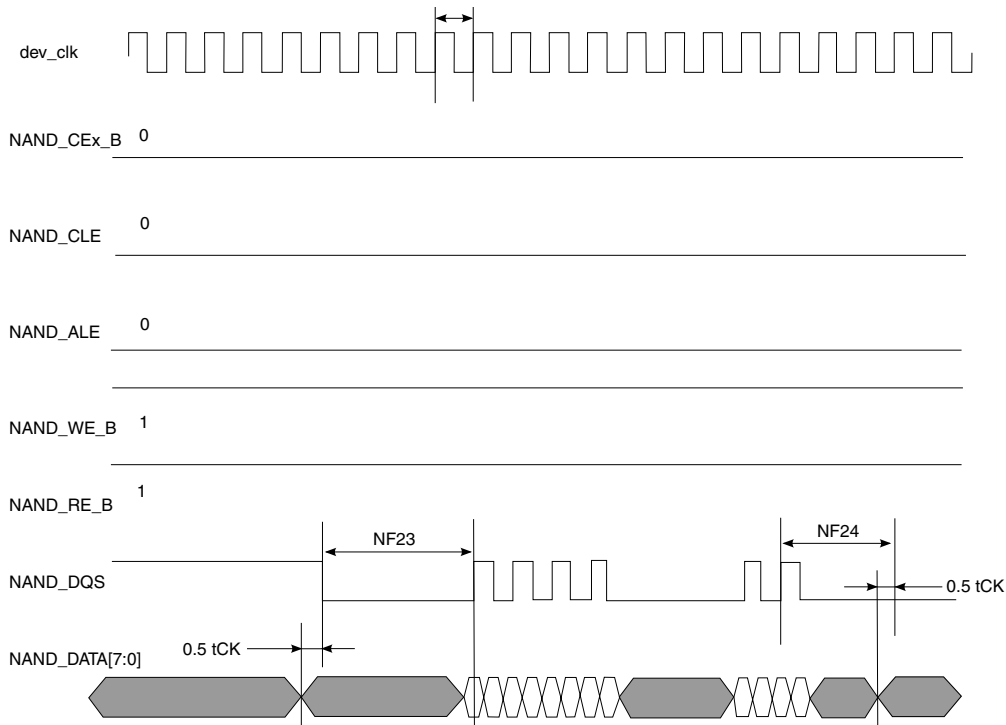 dev_clk
NAND_CEx_B 0
NAND_CLE 0
NAND_ALE 0
NAND_WE_B 1
NAND_RE_B 1
NF23
NF24
NAND_DQS
0.5 tCK
0.5 tCK
NAND_DATA[7:0]